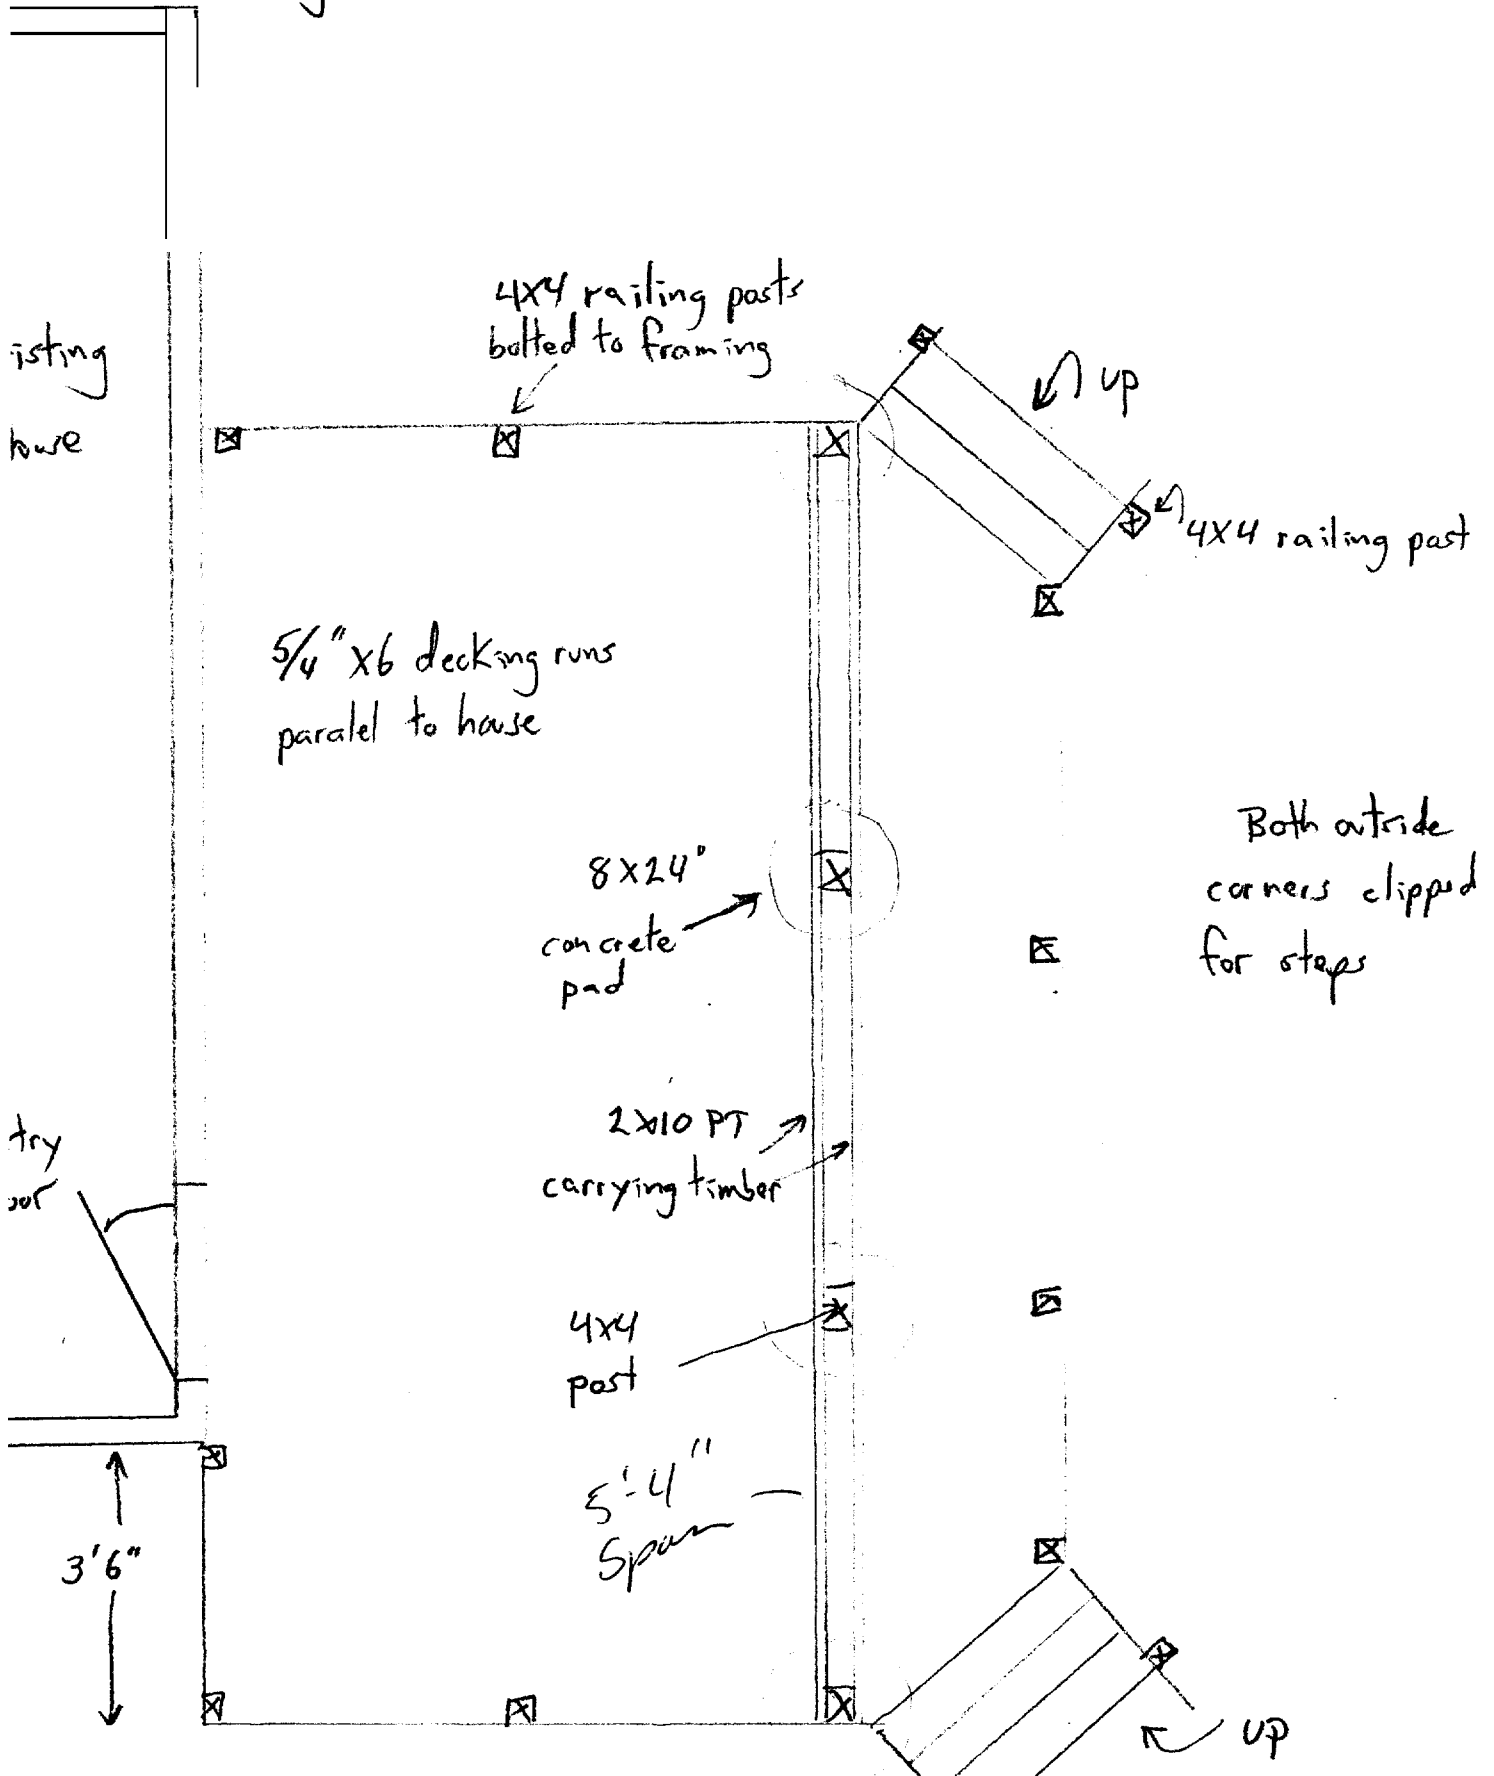 4X4 railing posts
bolted to framing
isting
house
up
4X4 railing post
5/4" X6 decking runs
paralel to house
8X24"
concrete
pad
Both outside
corners clipped
for steps
2X10 PT
carrying timber
try
oor
4x4
post
5'-4"
Span
3'6"
up